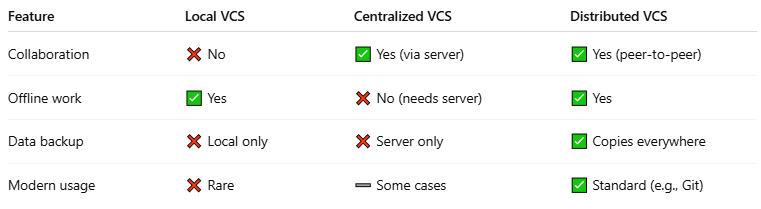 Feature Local VCS Centralized VCS Distributed VCS
Collaboration ❌ No ✅ Yes (via server) ✅ Yes (peer-to-peer)
Offline work ✅ Yes ❌ No (needs server) ✅ Yes
Data backup ❌ Local only ❌ Server only ✅ Copies everywhere
Modern usage ❌ Rare ➖ Some cases ✅ Standard (e.g., Git)